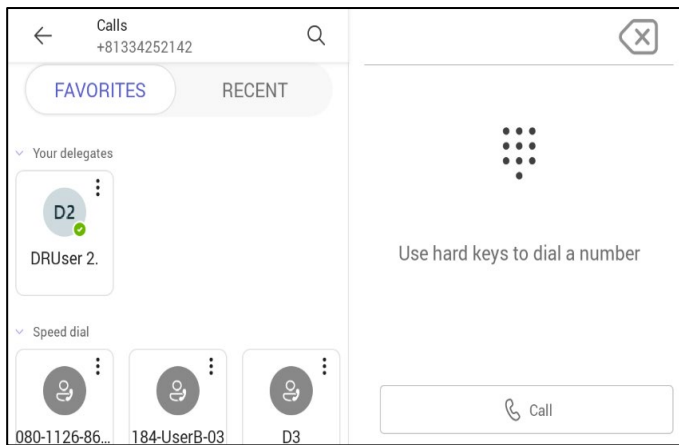 Calls
+81334252142
FAVORITES RECENT
Your delegates
D2
DRUser 2.
Speed dial
080-1126-86... 184-UserB-03 D3
Use hard keys to dial a number
Call